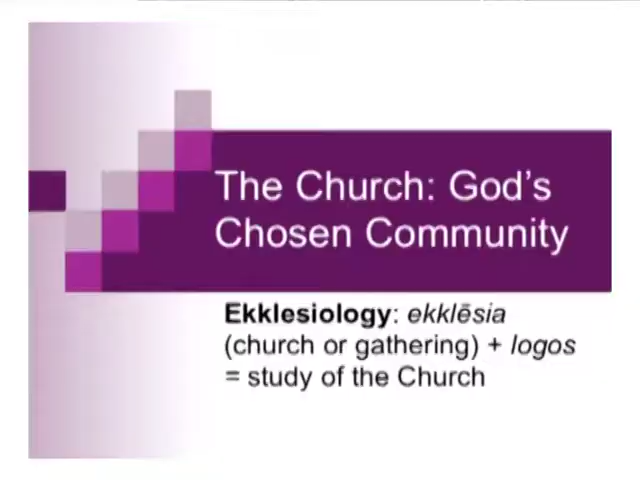 The Church: God's
Chosen Community
Ekklesiology: ekklēsia
(church or gathering) + logos
= study of the Church